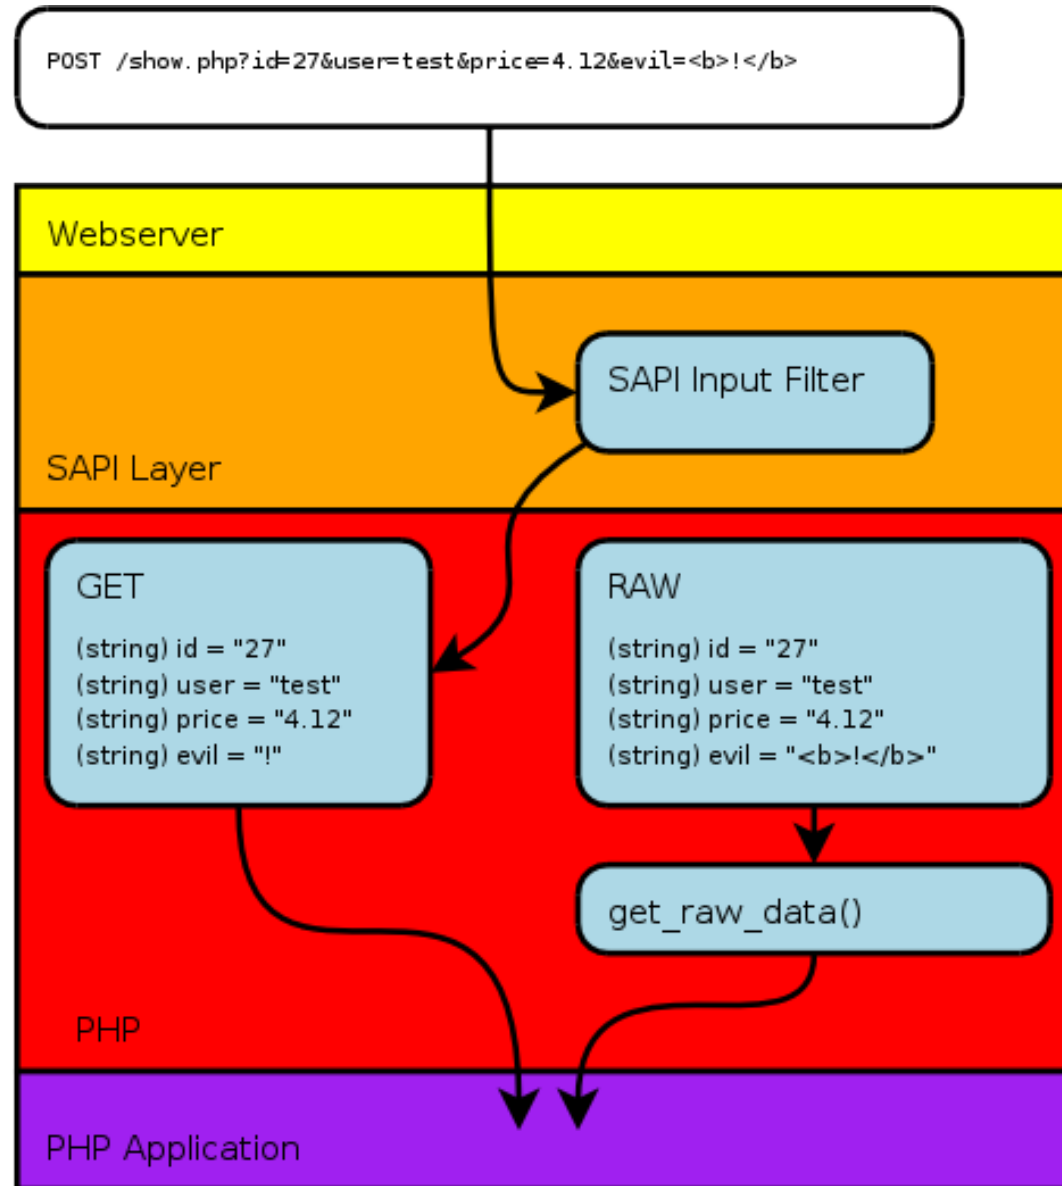 POST /show.php?id=27&user=test&price=4.12&evil=<b>!</b>
Webserver
SAPI Input Filter
SAPI Layer
GET
(string) id = "27"
(string) user = "test"
(string) price = "4.12"
(string) evil = "!"
RAW
(string) id = "27"
(string) user = "test"
(string) price = "4.12"
(string) evil = "<b>!</b>"
get_raw_data()
PHP
PHP Application